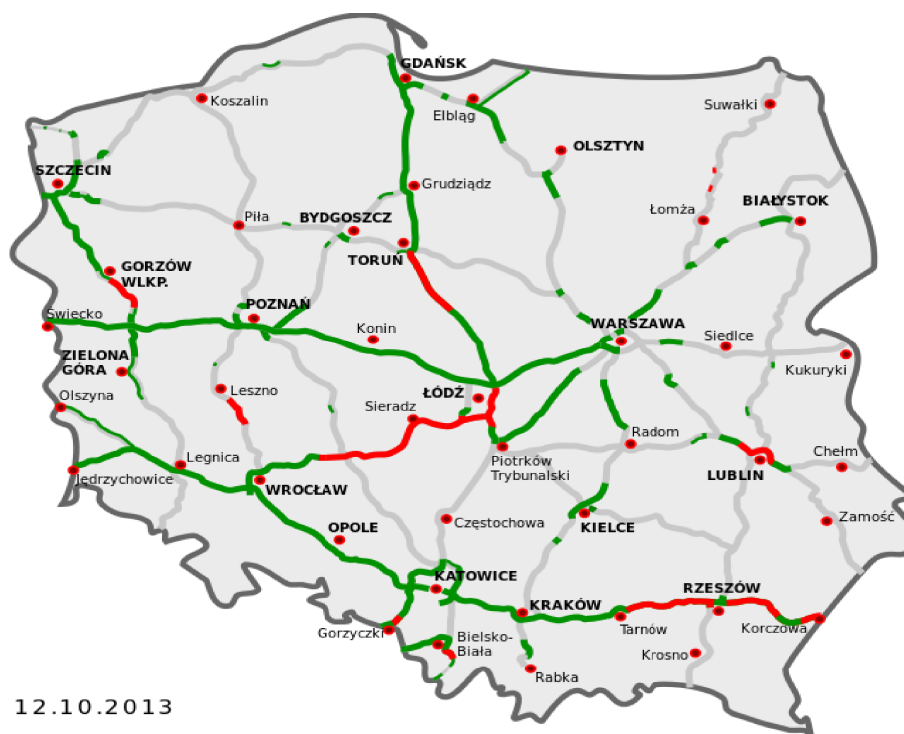 GDAŃSK
Koszalin
Elbląg
Suwałki
OLSZTYN
SZCZECIN
Grudziądz
Piła
BYDGOSZCZ
Łomża
BIAŁYSTOK
TORUŃ
GORZÓW
WLKP.
POZNAŃ
Świecko
Konin
WARSZAWA
Siedlce
Kukuryki
ZIELONA
GÓRA
Leszno
ŁÓDŹ
Olszyna
Sieradz
Radom
Legnica
Piotrków
Trybunalski
LUBLIN
Chełm
Jędrzychowice
WROCŁAW
Zamość
OPOLE
Częstochowa
KIELCE
KATOWICE
RZESZÓW
KRAKÓW
Gorzyczki
Tarnów
Korczowa
Bielsko-
Biała
Krosno
Rabka
12.10.2013